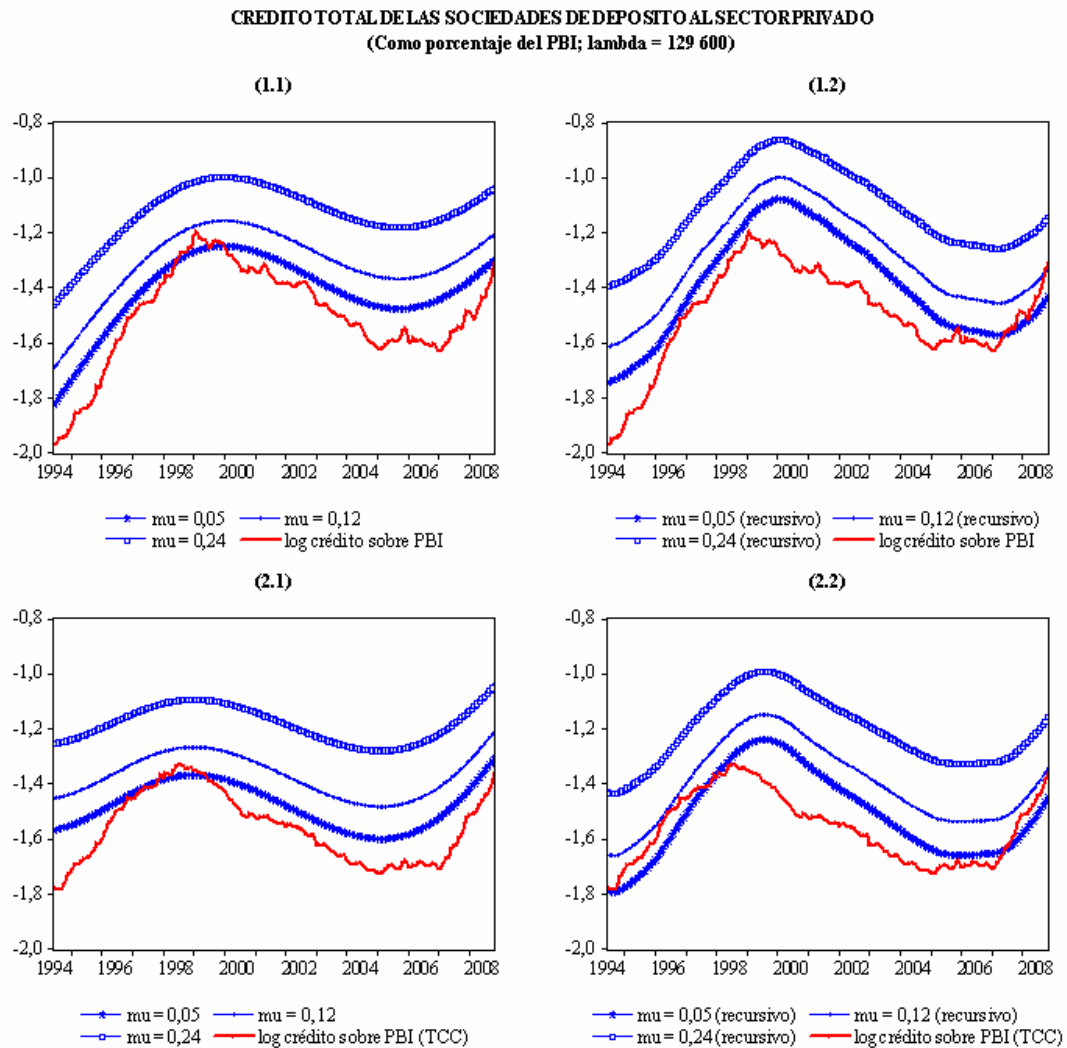 CREDITO TOTAL DE LAS SOCIEDADES DE DEPOSITO AL SECTOR PRIVADO
(Como porcentaje del PBI; lambda = 129 600)
(1.1)
-0,8
-1,0
-1,2
-1,4
-1,6
-1,8
-2,0
1994 1996 1998 2000 2002 2004 2006 2008
mu = 0,05 mu = 0,12
mu = 0,24 log crédito sobre PBI
(1.2)
-0,8
-1,0
-1,2
-1,4
-1,6
-1,8
-2,0
1994 1996 1998 2000 2002 2004 2006 2008
mu = 0,05 (recursivo) mu = 0,12 (recursivo)
mu = 0,24 (recursivo) log crédito sobre PBI
(2.1)
-0,8
-1,0
-1,2
-1,4
-1,6
-1,8
-2,0
1994 1996 1998 2000 2002 2004 2006 2008
mu = 0,05 mu = 0,12
mu = 0,24 log crédito sobre PBI (TCC)
(2.2)
-0,8
-1,0
-1,2
-1,4
-1,6
-1,8
-2,0
1994 1996 1998 2000 2002 2004 2006 2008
mu = 0,05 (recursivo) mu = 0,12 (recursivo)
mu = 0,24 (recursivo) log crédito sobre PBI (TCC)